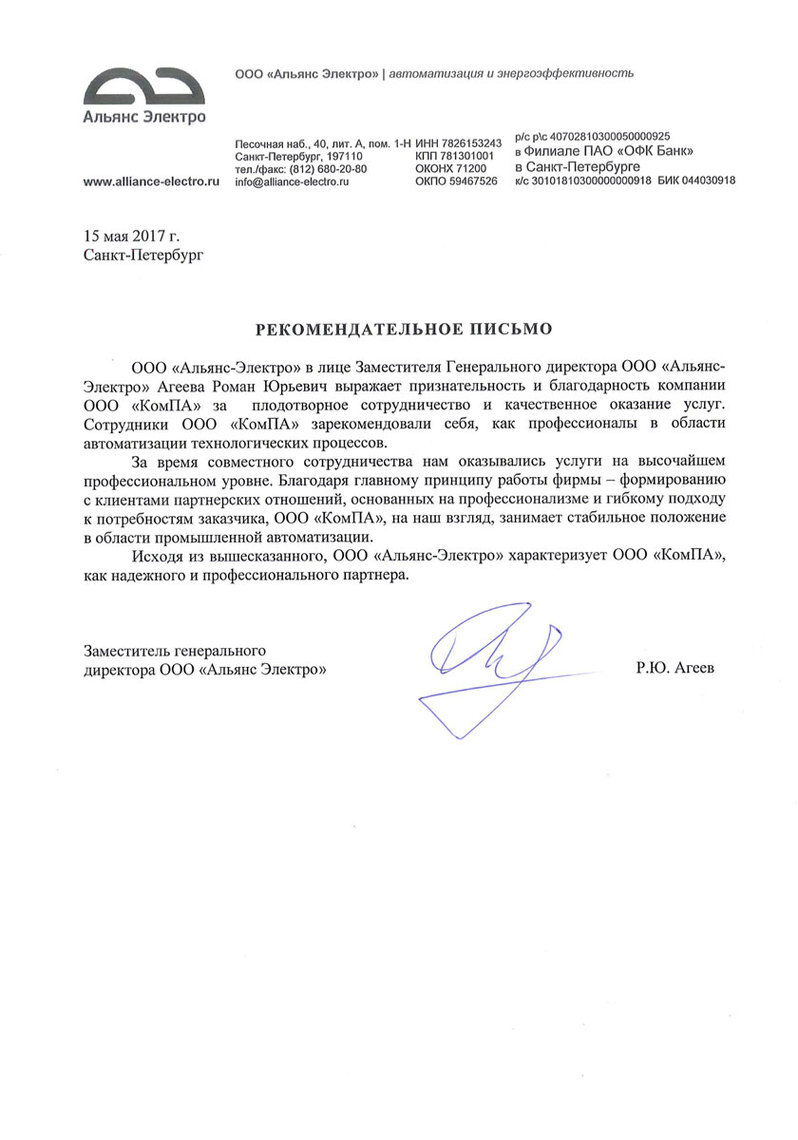 ООО «Альянс Электро» | автоматизация и энергоэффективность
Альянс Электро
www.alliance-electro.ru
Песочная наб., 40, лит. А, пом. 1-Н
Санкт-Петербург, 197110
тел./факс: (812) 680-20-80
info@alliance-electro.ru
ИНН 7826153243
КПП 781301001
ОКОНХ 71200
ОКПО 59467526
р/с р\с 40702810300050000925
в Филиале ПАО «ОФК Банк»
в Санкт-Петербурге
к/с 30101810300000000918 БИК 044030918
15 мая 2017 г.
Санкт-Петербург
РЕКОМЕНДАТЕЛЬНОЕ ПИСЬМО
ООО «Альянс-Электро» в лице Заместителя Генерального директора ООО «Альянс-
Электро» Агеева Роман Юрьевич выражает признательность и благодарность компании
ООО «КомПА» за плодотворное сотрудничество и качественное оказание услуг.
Сотрудники ООО «КомПА» зарекомендовали себя, как профессионалы в области
автоматизации технологических процессов.
За время совместного сотрудничества нам оказывались услуги на высочайшем
профессиональном уровне. Благодаря главному принципу работы фирмы – формированию
с клиентами партнерских отношений, основанных на профессионализме и гибкому подходу
к потребностям заказчика, ООО «КомПА», на наш взгляд, занимает стабильное положение
в области промышленной автоматизации.
Исходя из вышесказанного, ООО «Альянс-Электро» характеризует ООО «КомПА»,
как надежного и профессионального партнера.
Заместитель генерального
директора ООО «Альянс Электро»
Р.Ю. Агеев